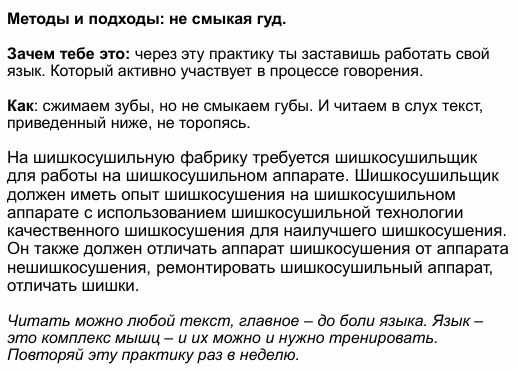 Методы и подходы: не смыкая гуд.
Зачем тебе это: через эту практику ты заставишь работать свой
язык. Который активно участвует в процессе говорения.
Как: сжимаем зубы, но не смыкаем губы. И читаем в слух текст,
приведенный ниже, не торопясь.
На шишкосушильную фабрику требуется шишкосушильщик
для работы на шишкосушильном аппарате. Шишкосушильщик
должен иметь опыт шишкосушения на шишкосушильном
аппарате с использованием шишкосушильной технологии
качественного шишкосушения для наилучшего шишкосушения.
Он также должен отличать аппарат шишкосушения от аппарата
нешишкосушения, ремонтировать шишкосушильный аппарат,
отличать шишки.
Читать можно любой текст, главное – до боли языка. Язык –
это комплекс мышц – и их можно и нужно тренировать.
Повторяй эту практику раз в неделю.